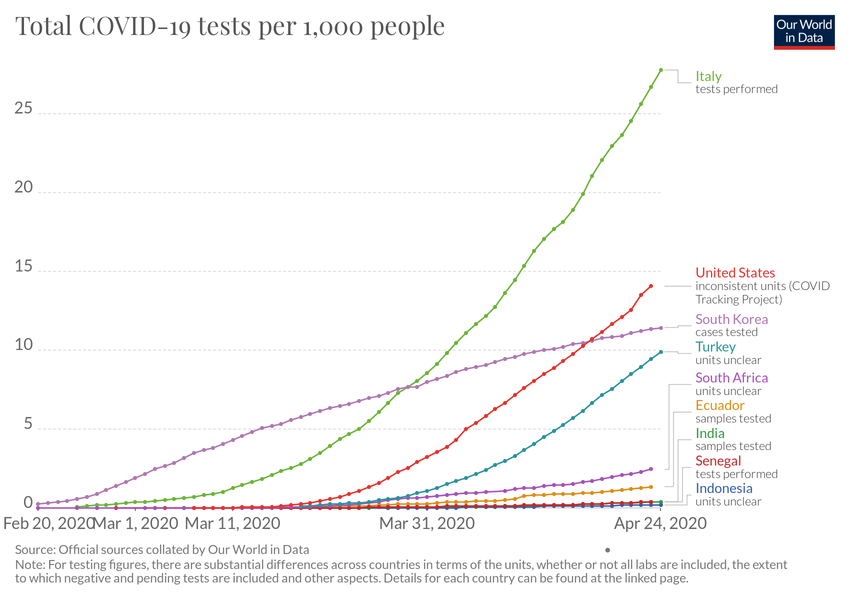 Total COVID-19 tests per 1,000 people
Our World
in Data
Italy
tests performed
25
20
15
United States
inconsistent units (COVID
Tracking Project)
South Korea
cases tested
10
Turkey
units unclear
South Africa
units unclear
5
Ecuador
samples tested
India
samples tested
Senegal
tests performed
Indonesia
units unclear
0
Feb 20, 2020 Mar 1, 2020 Mar 11, 2020 Mar 31, 2020 Apr 24, 2020
Source: Official sources collated by Our World in Data
Note: For testing figures, there are substantial differences across countries in terms of the units, whether or not all labs are included, the extent
to which negative and pending tests are included and other aspects. Details for each country can be found at the linked page.